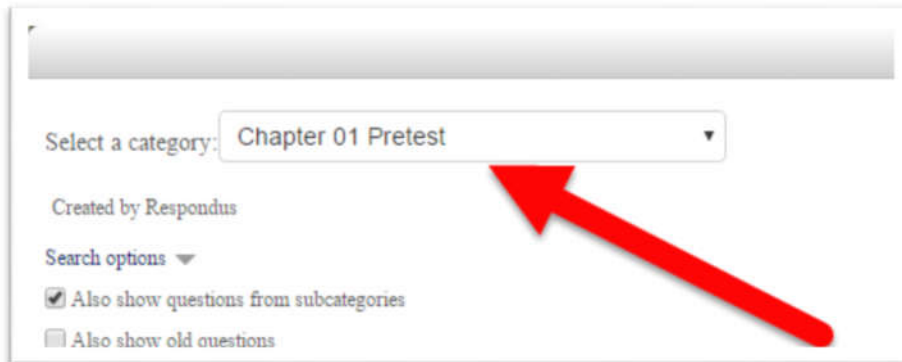 Select a category: Chapter 01 Pretest
Created by Respondus
Search options
Also show questions from subcategories
Also show old questions